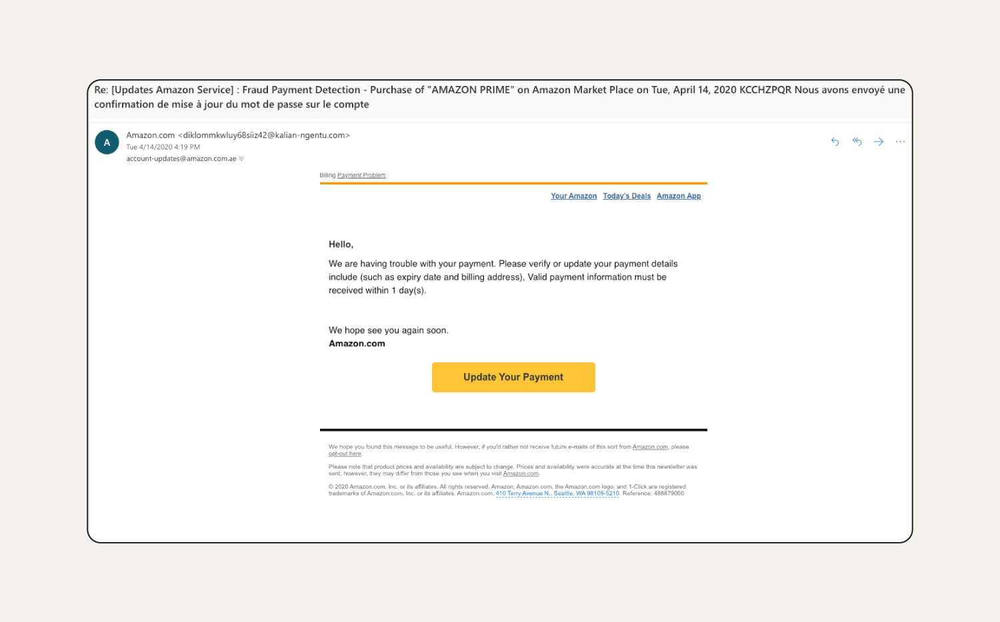 Re: [Updates Amazon Service] : Fraud Payment Detection - Purchase of "AMAZON PRIME" on Amazon Market Place on Tue, April 14, 2020 KCCHZPQR Nous avons envoyé une
confirmation de mise à jour du mot de passe sur le compte
A
Amazon.com <diklommkwluy68siiz42@kalian-ngentu.com>
Tue 4/14/2020 4:19 PM
account-updates@amazon.com.ae
Billing Payment Problem
Your Amazon Today's Deals Amazon App
Hello,
We are having trouble with your payment. Please verify or update your payment details
include (such as expiry date and billing address), Valid payment information must be
received within 1 day(s).
We hope see you again soon.
Amazon.com
Update Your Payment
We hope you found this message to be useful. However, if you'd rather not receive future e-mails of this sort from Amazon.com, please
opt-out here.
Please note that product prices and availability are subject to change. Prices and availability were accurate at the time this newsletter was
sent; however, they may differ from those you see when you visit Amazon.com.
© 2020 Amazon.com, Inc. or its affiliates. All rights reserved. Amazon, Amazon.com, the Amazon.com logo, and 1-Click are registered
trademarks of Amazon.com, Inc. or its affiliates. Amazon.com, 410 Terry Avenue N., Seattle, WA 98109-5210. Reference: 488879000